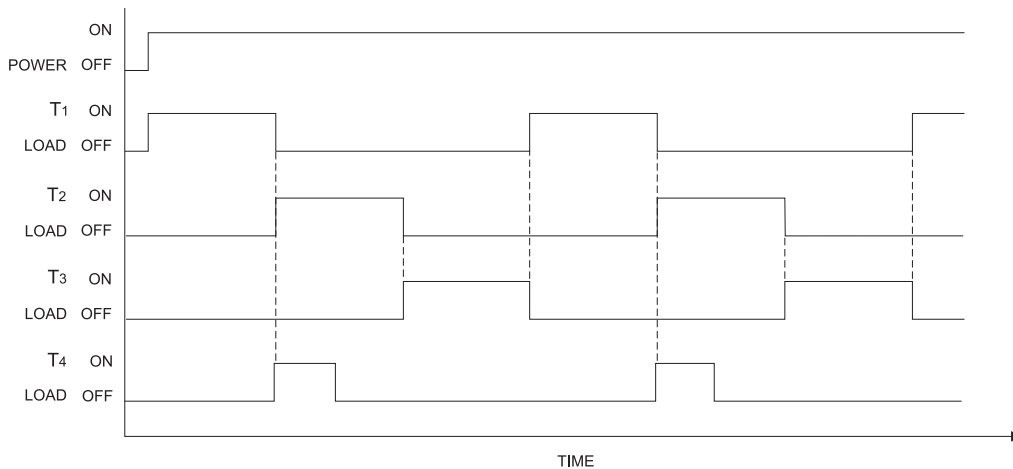 ON
POWER OFF
T1 ON
LOAD OFF
T2 ON
LOAD OFF
T3 ON
LOAD OFF
T4 ON
LOAD OFF
TIME